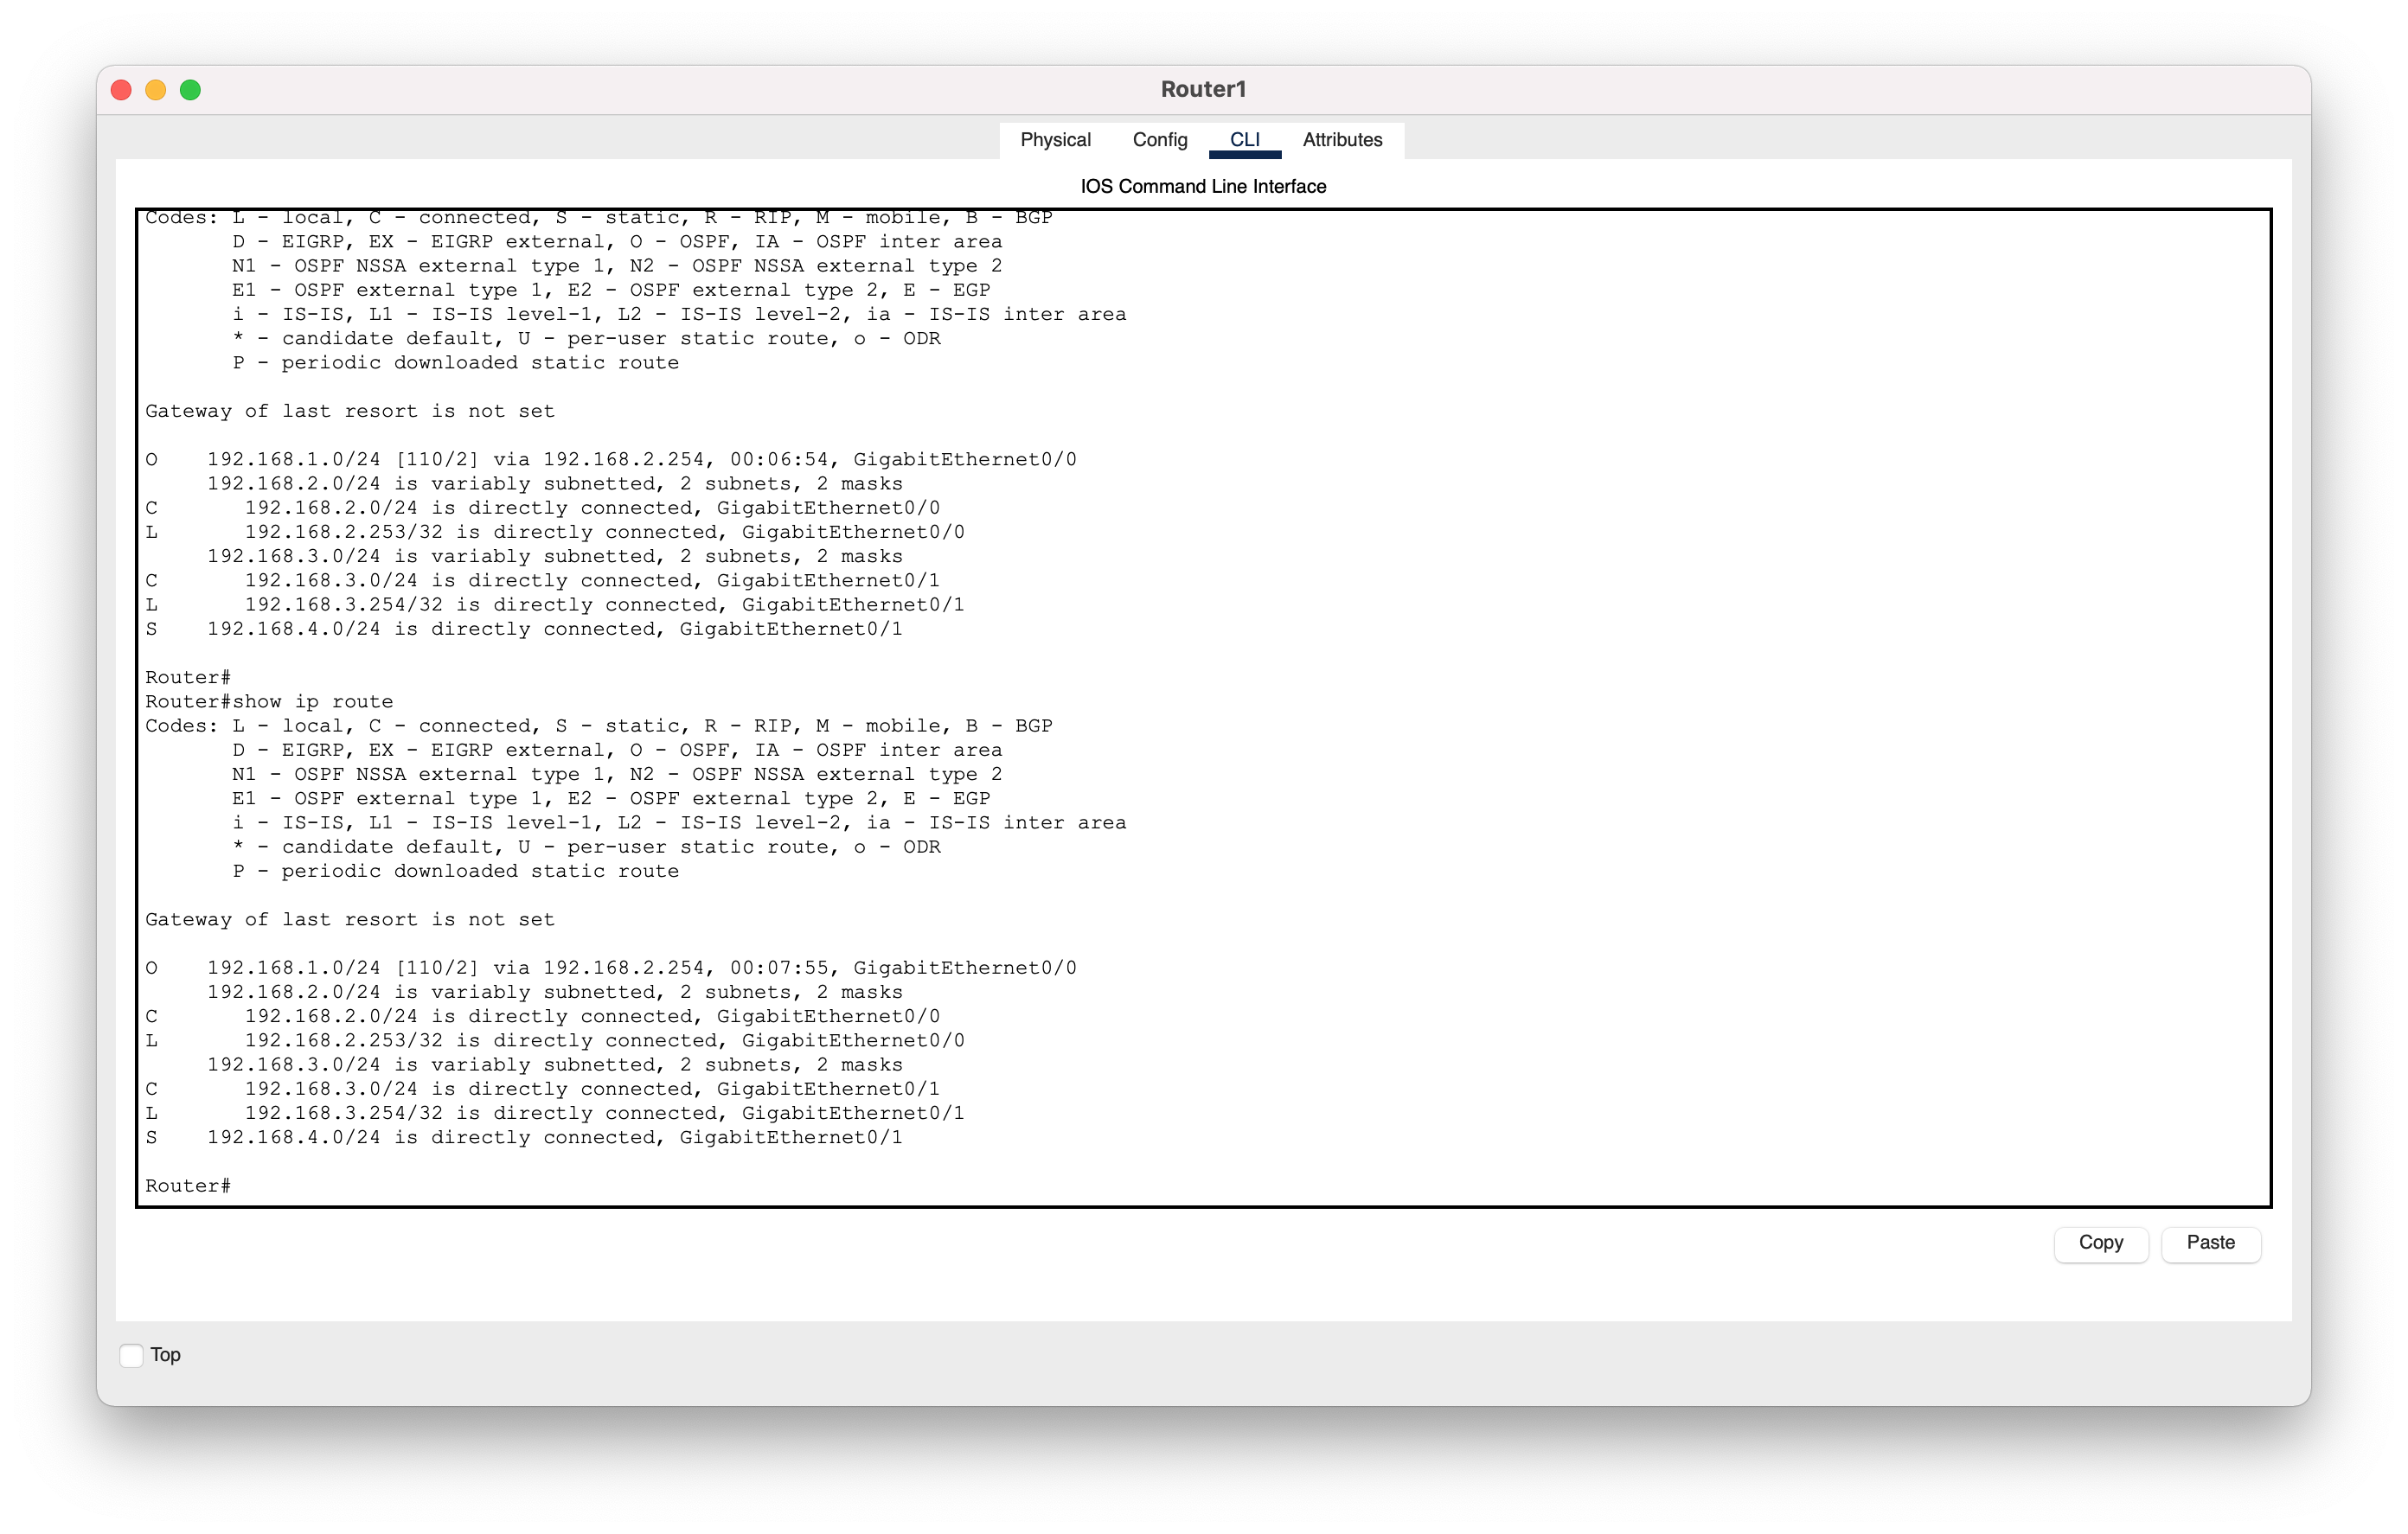 Router1
Physical Config CLI Attributes
IOS Command Line Interface
Codes: L - local, C - connected, S - static, R - RIP, M - mobile, B - BGP
       D - EIGRP, EX - EIGRP external, O - OSPF, IA - OSPF inter area
       N1 - OSPF NSSA external type 1, N2 - OSPF NSSA external type 2
       E1 - OSPF external type 1, E2 - OSPF external type 2, E - EGP
       i - IS-IS, L1 - IS-IS level-1, L2 - IS-IS level-2, ia - IS-IS inter area
       * - candidate default, U - per-user static route, o - ODR
       P - periodic downloaded static route
Gateway of last resort is not set
O    192.168.1.0/24 [110/2] via 192.168.2.254, 00:06:54, GigabitEthernet0/0
     192.168.2.0/24 is variably subnetted, 2 subnets, 2 masks
C       192.168.2.0/24 is directly connected, GigabitEthernet0/0
L       192.168.2.253/32 is directly connected, GigabitEthernet0/0
     192.168.3.0/24 is variably subnetted, 2 subnets, 2 masks
C       192.168.3.0/24 is directly connected, GigabitEthernet0/1
L       192.168.3.254/32 is directly connected, GigabitEthernet0/1
S    192.168.4.0/24 is directly connected, GigabitEthernet0/1
Router#
Router#show ip route
Codes: L - local, C - connected, S - static, R - RIP, M - mobile, B - BGP
       D - EIGRP, EX - EIGRP external, O - OSPF, IA - OSPF inter area
       N1 - OSPF NSSA external type 1, N2 - OSPF NSSA external type 2
       E1 - OSPF external type 1, E2 - OSPF external type 2, E - EGP
       i - IS-IS, L1 - IS-IS level-1, L2 - IS-IS level-2, ia - IS-IS inter area
       * - candidate default, U - per-user static route, o - ODR
       P - periodic downloaded static route
Gateway of last resort is not set
O    192.168.1.0/24 [110/2] via 192.168.2.254, 00:07:55, GigabitEthernet0/0
     192.168.2.0/24 is variably subnetted, 2 subnets, 2 masks
C       192.168.2.0/24 is directly connected, GigabitEthernet0/0
L       192.168.2.253/32 is directly connected, GigabitEthernet0/0
     192.168.3.0/24 is variably subnetted, 2 subnets, 2 masks
C       192.168.3.0/24 is directly connected, GigabitEthernet0/1
L       192.168.3.254/32 is directly connected, GigabitEthernet0/1
S    192.168.4.0/24 is directly connected, GigabitEthernet0/1
Router#
Copy Paste
Top